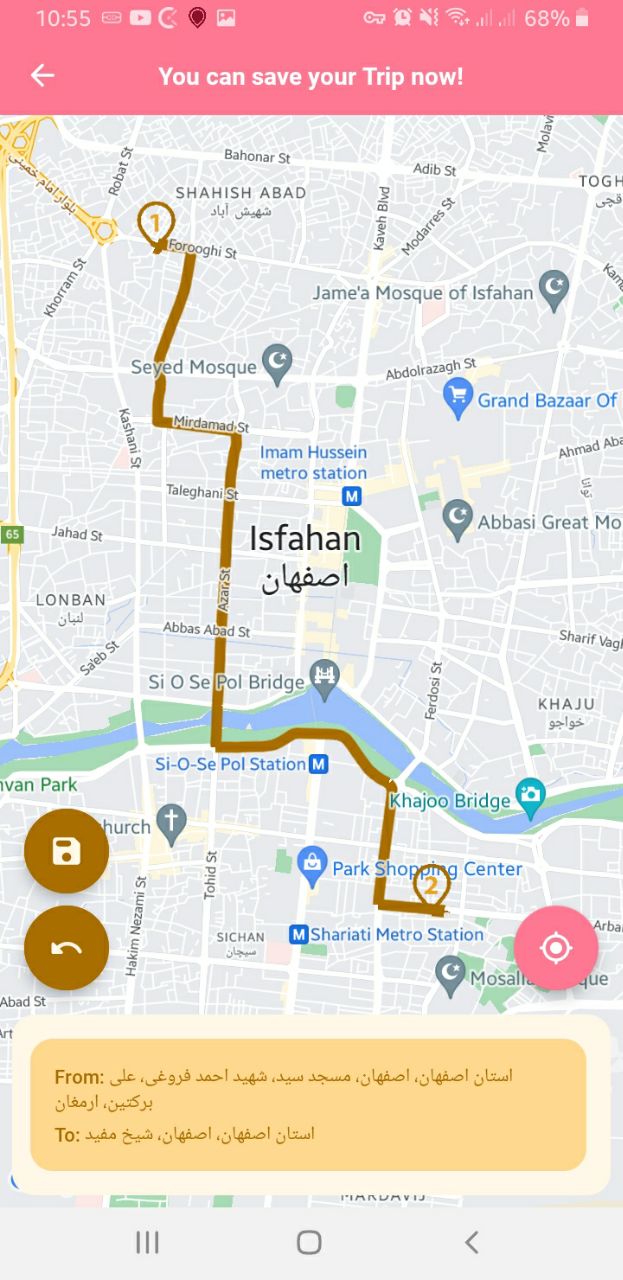 10:55
68%
You can save your Trip now!
Bahonar St
Robat St
Adib St
SHAHISH ABAD
شهیش آباد
TOGH
قچی
بلوار امام خمینی
Kaveh Blvd
Modarres St
1
Forooghi St
Khorram St
Jame'a Mosque of Isfahan
Seyed Mosque
Abdolrazagh St
Grand Bazaar Of
Kashani St
Mirdamad St
Imam Hussein
metro station
M
Ahmad Aba
Taleghani St
توانا
65
Jahad St
Isfahan
اصفهان
Abbasi Great Mo
Azar St
LONBAN
لنبان
Abbas Abad St
Sharif Vagh
Saeb St
Si O Se Pol Bridge
Ferdosi St
KHAJU
خواجو
Si-O-Se Pol Station M
nvan Park
Khajoo Bridge
hurch
Park Shopping Center
2
Tohid St
Hakim Nezami St
SICHAN
سیچان
M Shariati Metro Station
Arba
Mosalla
que
Abad St
Art
From: استان اصفهان، اصفهان، مسجد سید، شهید احمد فروغی، علی
برکتین، ارمغان
To: استان اصفهان، اصفهان، شیخ مفید
MARDAVIJ